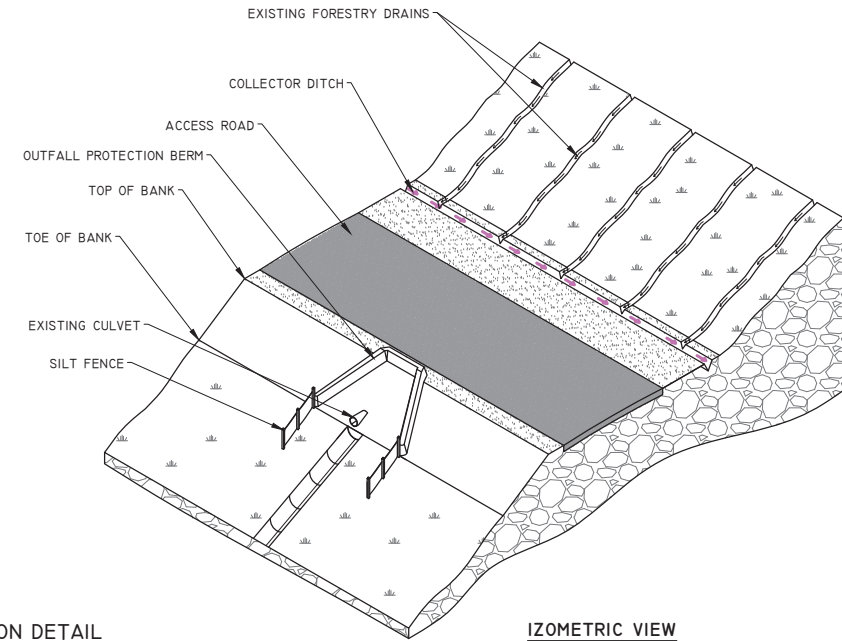 EXISTING FORESTRY DRAINS
COLLECTOR DITCH
ACCESS ROAD
OUTFALL PROTECTION BERM
TOP OF BANK
TOE OF BANK
EXISTING CULVET
SILT FENCE
ON DETAIL
IZOMETRIC VIEW